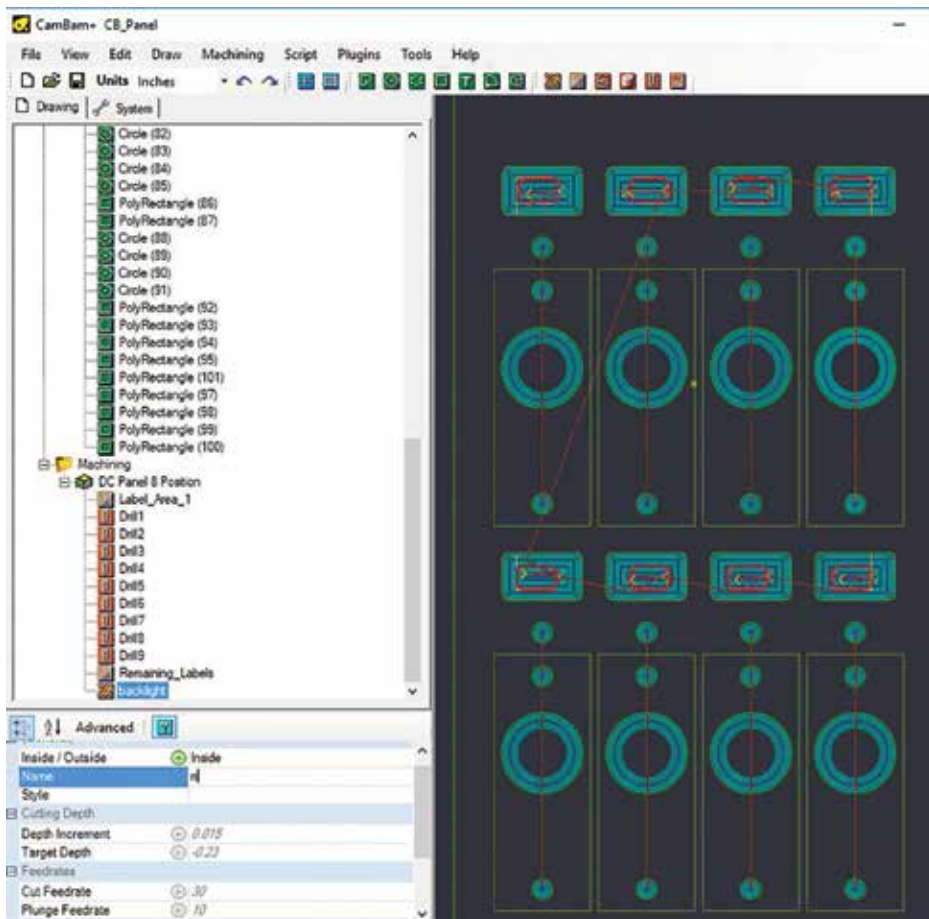 CamBam+ CB_Panel
File View Edit Draw Machining Script Plugins Tools Help
Units Inches
Drawing System
Circle (82)
Circle (83)
Circle (84)
Circle (85)
PolyRectangle (86)
PolyRectangle (87)
Circle (88)
Circle (89)
Circle (90)
Circle (91)
PolyRectangle (92)
PolyRectangle (93)
PolyRectangle (94)
PolyRectangle (95)
PolyRectangle (101)
PolyRectangle (97)
PolyRectangle (98)
PolyRectangle (99)
PolyRectangle (100)
Machining
DC Panel 8 Position
Label_Area_1
Drill1
Drill2
Drill3
Drill4
Drill5
Drill6
Drill7
Drill8
Drill9
Remaining_Labels
backlight
Advanced
Inside / Outside Inside
Name n
Style
Cutting Depth
Depth Increment 0.015
Target Depth -0.23
Feedrates
Cut Feedrate 30
Plunge Feedrate 10